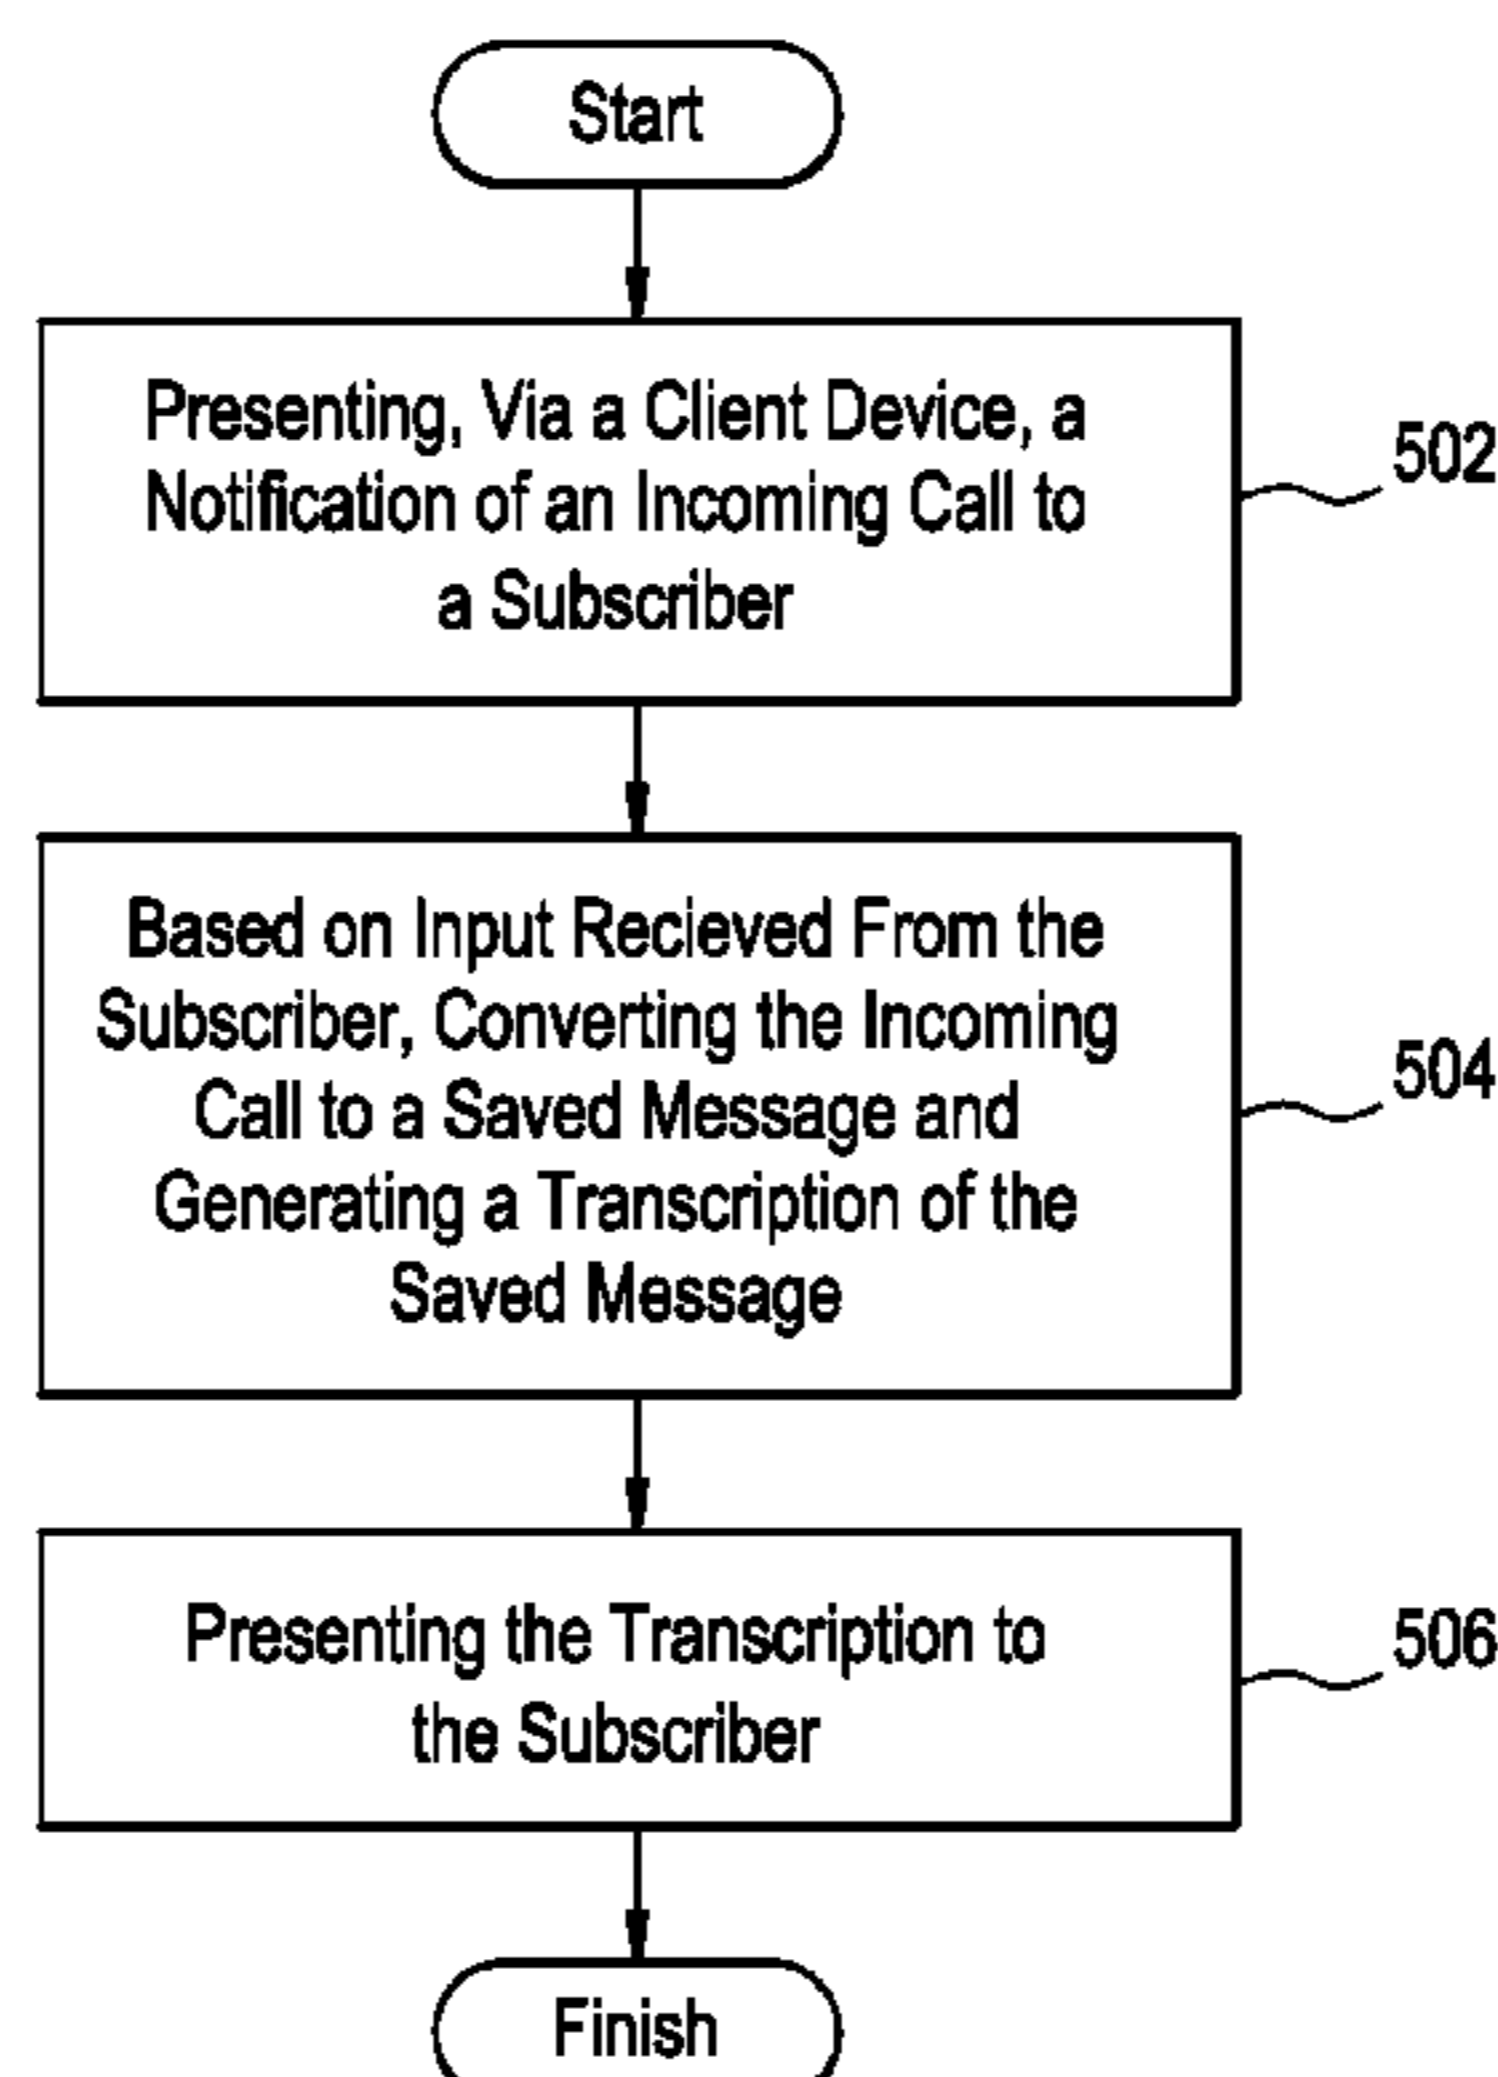 Start
Presenting, Via a Client Device, a
Notification of an Incoming Call to
a Subscriber
502
Based on Input Recieved From the
Subscriber, Converting the Incoming
Call to a Saved Message and
Generating a Transcription of the
Saved Message
504
Presenting the Transcription to
the Subscriber
506
Finish